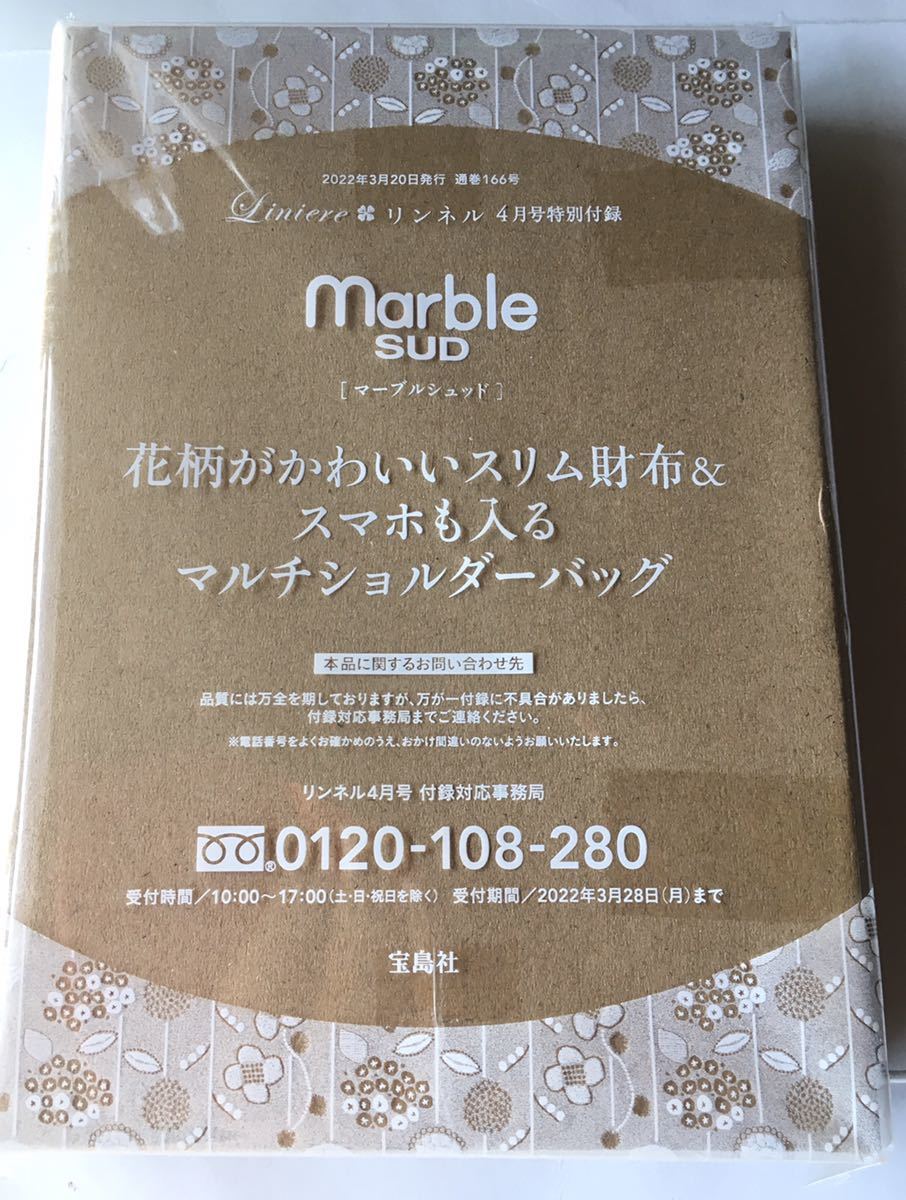 2022年3月20日発行 通巻166号
Liniere リンネル 4月号特別付録
marble
SUD
[マーブルシュッド]
花柄がかわいいスリム財布&
スマホも入る
マルチショルダーバッグ
本品に関するお問い合わせ先
品質には万全を期しておりますが、万が一付録に不具合がありましたら、
付録対応事務局までご連絡ください。
※電話番号をよくお確かめのうえ、おかけ間違いのないようお願いいたします。
リンネル4月号 付録対応事務局
®0120-108-280
受付時間/10:00〜17:00(土・日・祝日を除く) 受付期間/2022年3月28日(月)まで
宝島社